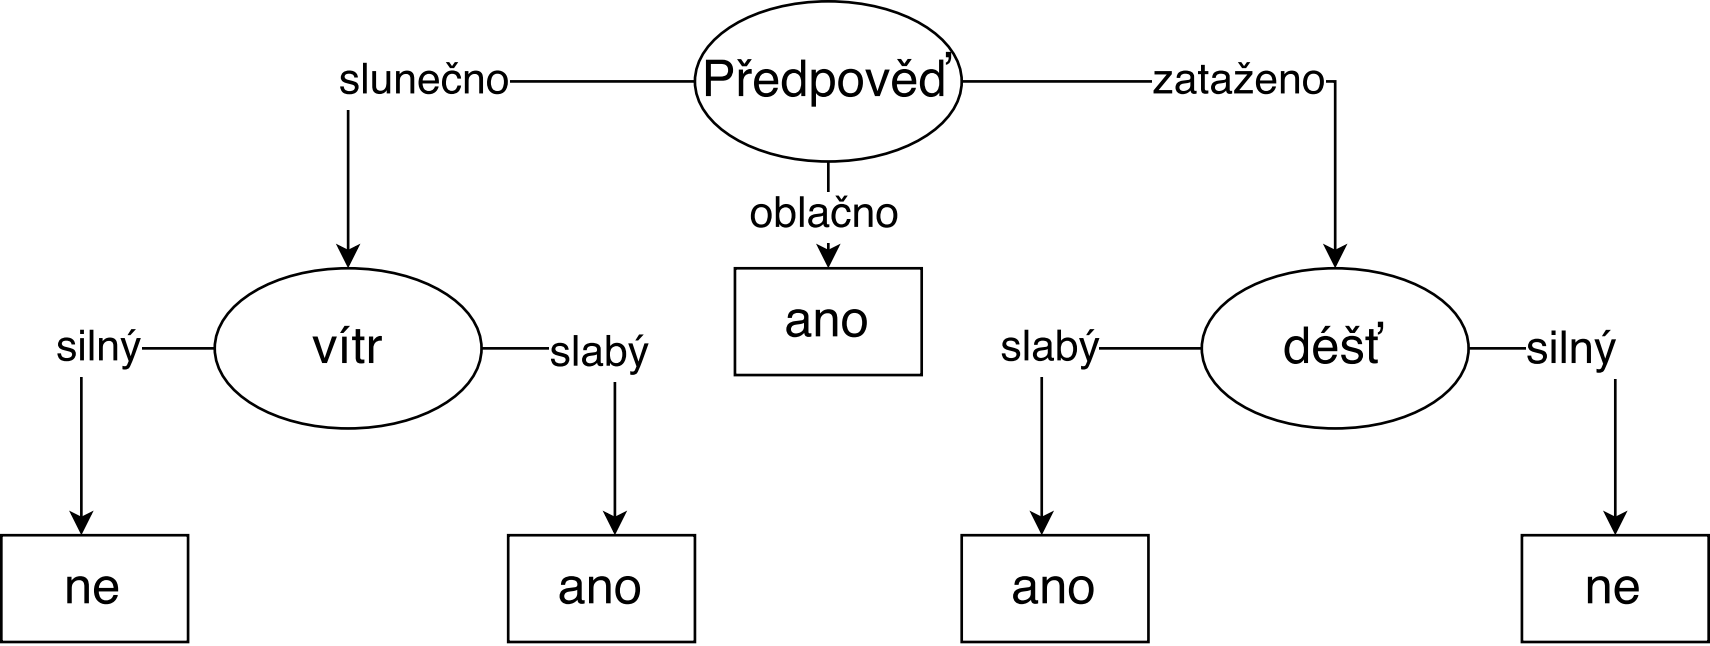 Předpověď
slunečno
zataženo
oblačno
ano
silný
vítr
slabý
slabý
déšť
silný
ne
ano
ano
ne